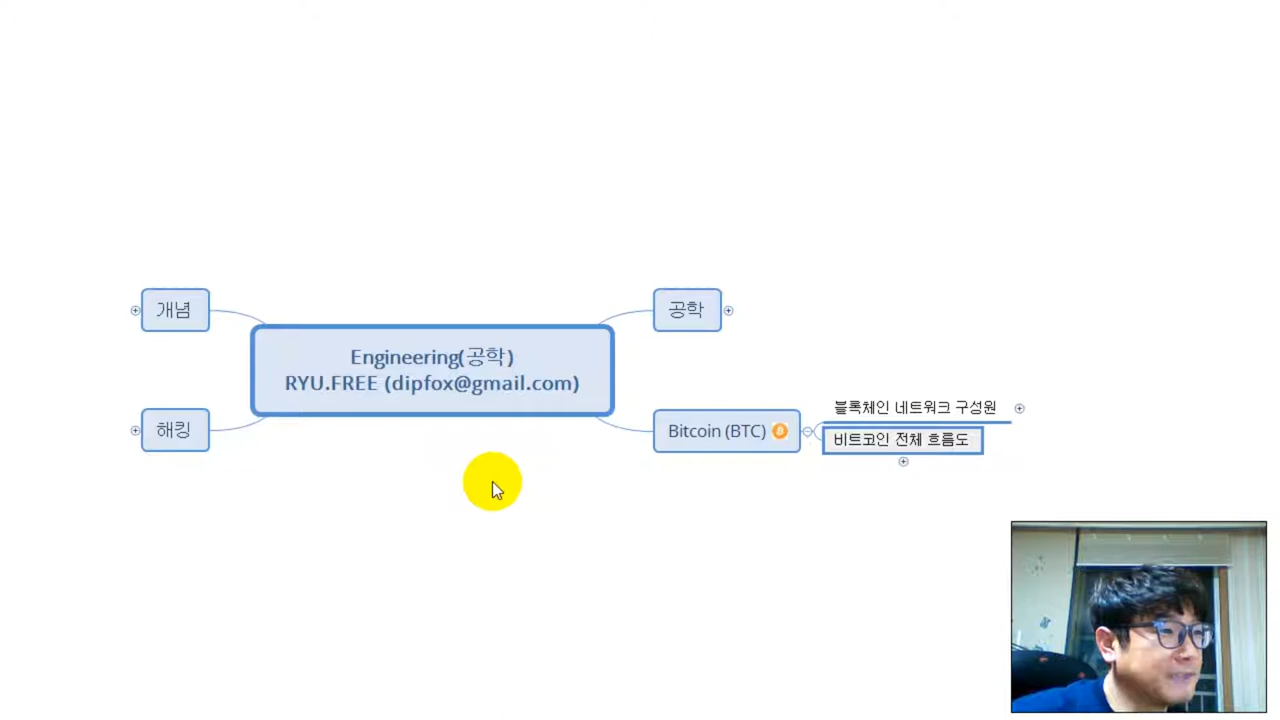 개념
공학
Engineering(공학)
RYU.FREE (dipfox@gmail.com)
해킹
Bitcoin (BTC)
블록체인 네트워크 구성원
비트코인 전체 흐름도